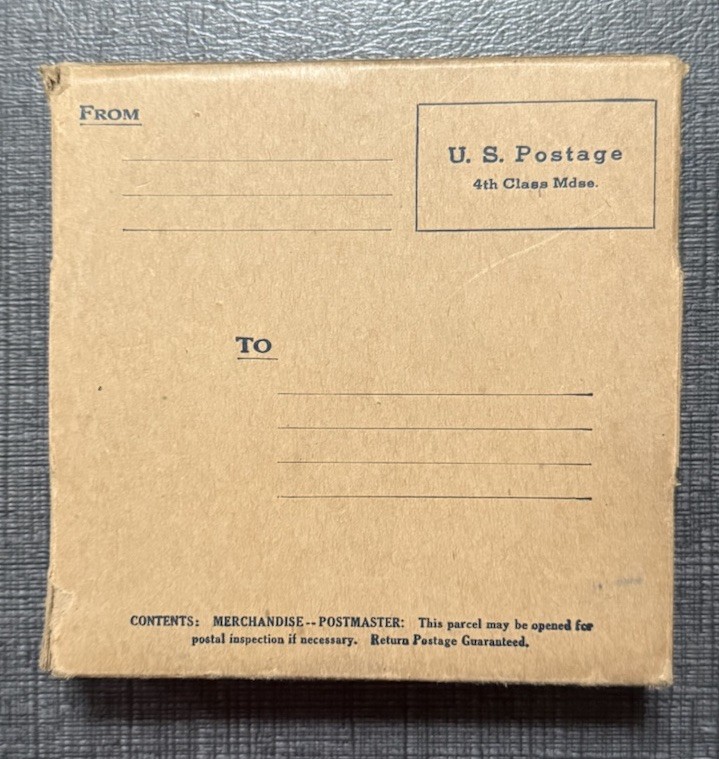 FROM
U. S. Postage
4th Class Mdse.
TO
CONTENTS: MERCHANDISE--POSTMASTER: This parcel may be opened for
postal inspection if necessary. Return Postage Guaranteed.